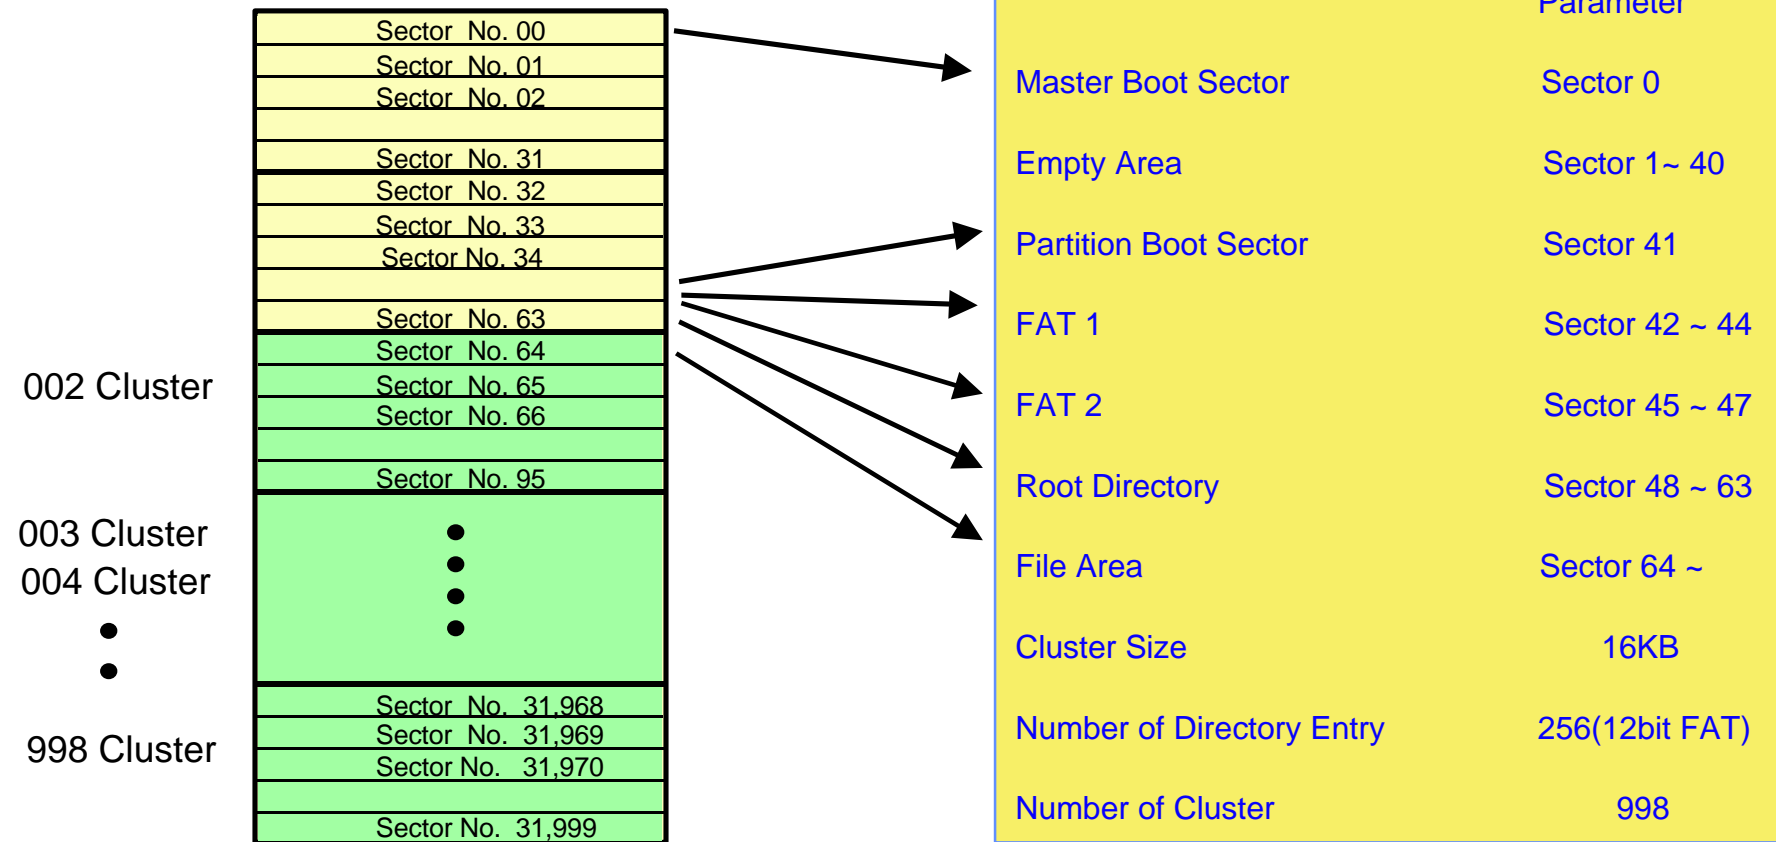 Parameter
Sector No. 00
Sector No. 01
Sector No. 02
Sector No. 31
Sector No. 32
Sector No. 33
Sector No. 34
Sector No. 63
Sector No. 64
Sector No. 65
Sector No. 66
Sector No. 95
Sector No. 31,968
Sector No. 31,969
Sector No. 31,970
Sector No. 31,999
002 Cluster
003 Cluster
004 Cluster
998 Cluster
Master Boot Sector Sector 0
Empty Area Sector 1~ 40
Partition Boot Sector Sector 41
FAT 1 Sector 42 ~ 44
FAT 2 Sector 45 ~ 47
Root Directory Sector 48 ~ 63
File Area Sector 64 ~
Cluster Size 16KB
Number of Directory Entry 256(12bit FAT)
Number of Cluster 998